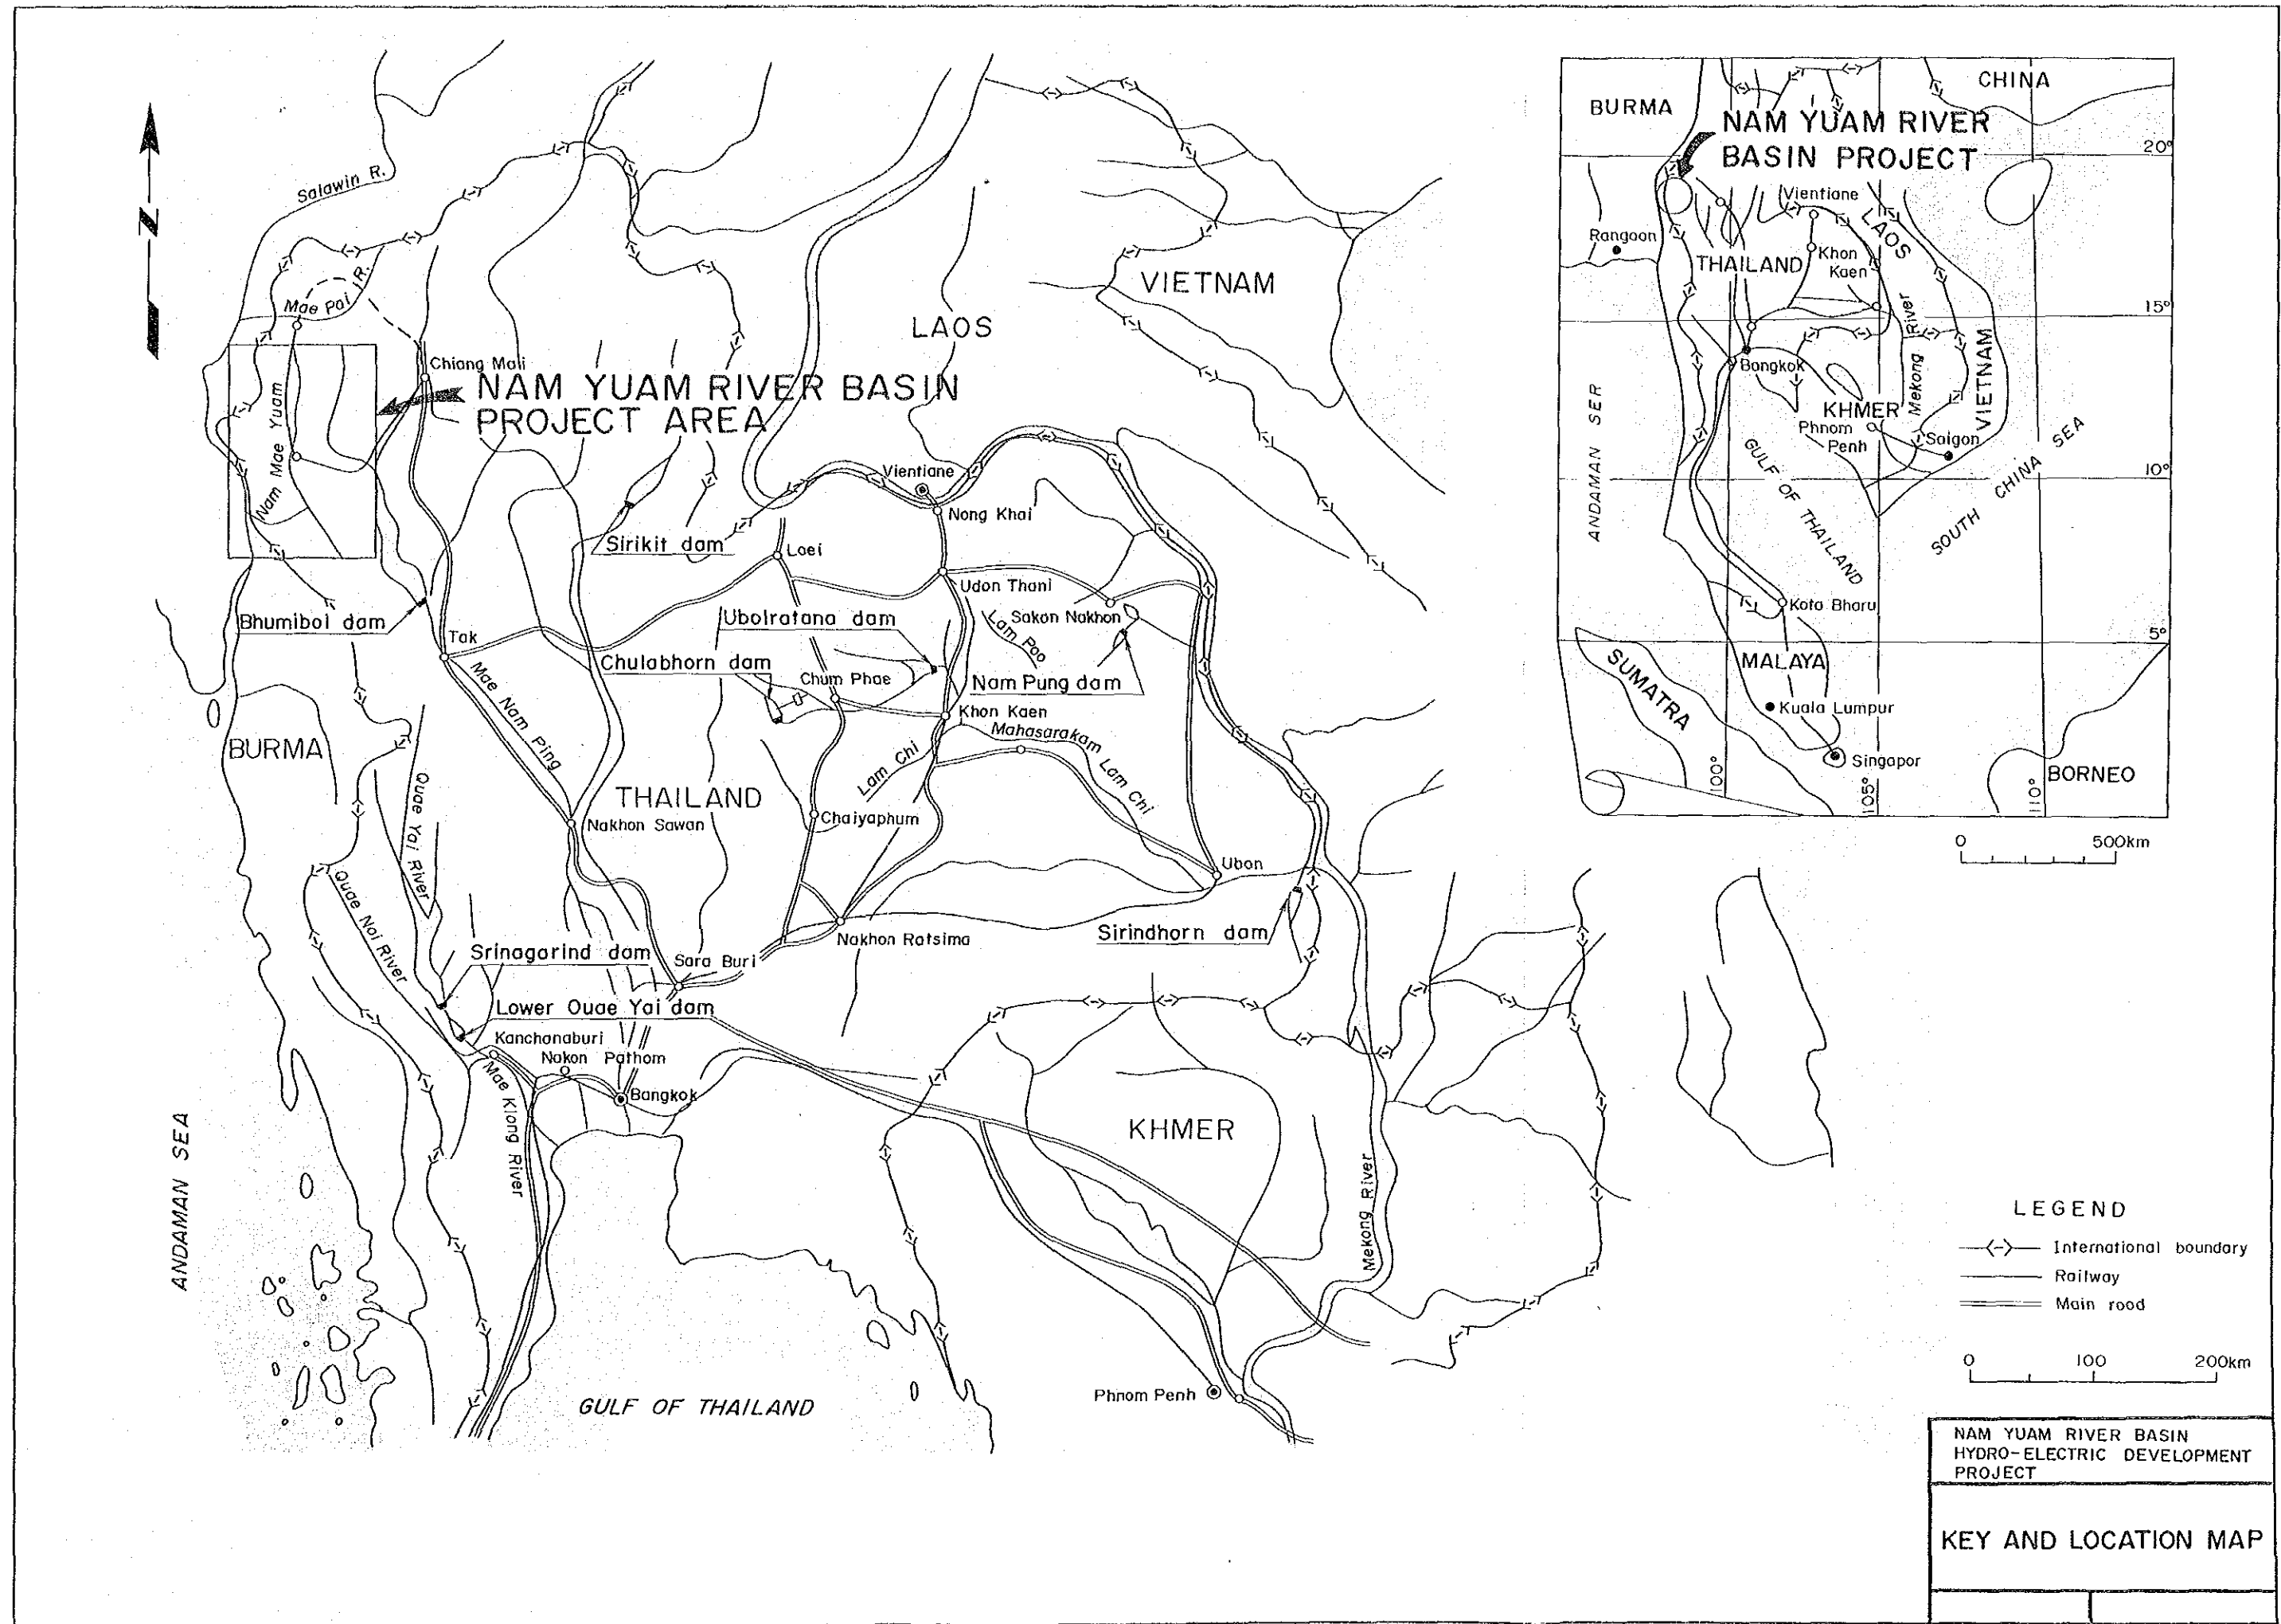 N
Salawin R.
Mae Pai R.
Chiang Mali
NAM YUAM RIVER BASIN
PROJECT AREA
Nam Mae Yuam
LAOS
VIETNAM
Vientiane
Nong Khai
Sirikit dam
Loei
Udon Thani
Bhumibol dam
Ubolratana dam
Sakon Nakhon
Lam Pao
Tak
Chulabhorn dam
Chum Phae
Nam Pung dam
Mae Nam Ping
Khon Kaen
Mahasarakam
Lam Chi
Lam Chi
BURMA
THAILAND
Quae Yai River
Nakhon Sawan
Chaiyaphum
Ubon
Quae Noi River
Nakhon Ratsima
Sirindhorn dam
Srinagarind dam
Sara Buri
Lower Quae Yai dam
Kanchanaburi
Nakon Pathom
Mae Klong River
Bangkok
KHMER
Mekong River
ANDAMAN SEA
Phnom Penh
GULF OF THAILAND
CHINA
BURMA
NAM YUAM RIVER
BASIN PROJECT
20°
Vientiane
LAOS
Rangoon
Khon
Kaen
THAILAND
15°
River
Mekong
VIETNAM
Bangkok
ANDAMAN SER
KHMER
Phnom
Penh
Saigon
GULF OF THAILAND
SOUTH CHINA SEA
10°
Kota Bharu
5°
MALAYA
SUMATRA
Kuala Lumpur
Singapor
BORNEO
100°
105°
110°
0 500km
LEGEND
International boundary
Railway
Main rood
0 100 200km
NAM YUAM RIVER BASIN
HYDRO-ELECTRIC DEVELOPMENT
PROJECT
KEY AND LOCATION MAP